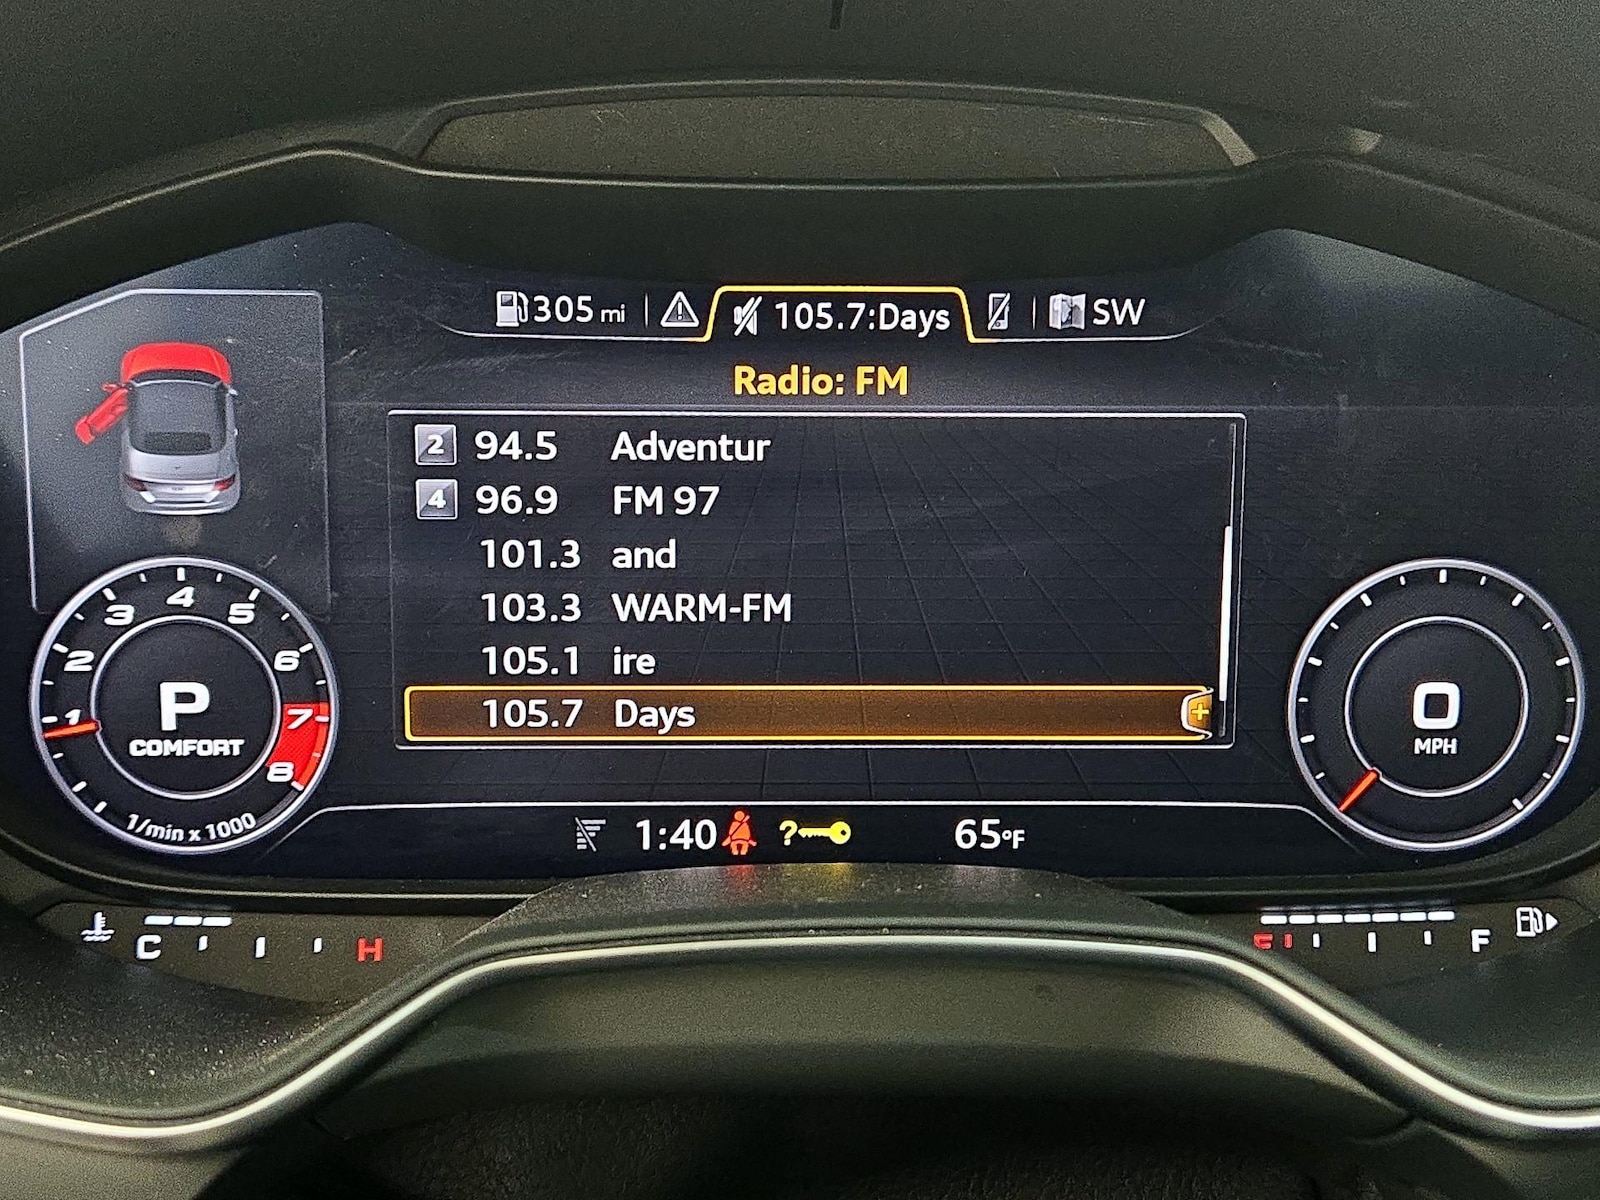 305 mi
105.7:Days
SW
Radio: FM
2 94.5 Adventur
4 96.9 FM 97
101.3 and
103.3 WARM-FM
105.1 ire
105.7 Days +
1 2 3 4 5 6 7 8
P
COMFORT
1/min x 1000
0
MPH
1:40 ? 65°F
C H
E F